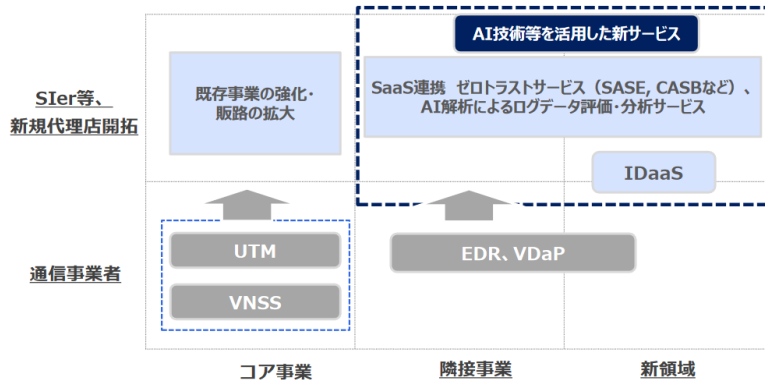 AI技術等を活用した新サービス
SIer等、
新規代理店開拓
既存事業の強化・
販路の拡大
SaaS連携 ゼロトラストサービス（SASE, CASBなど）、
AI解析によるログデータ評価・分析サービス
IDaaS
通信事業者
UTM
VNSS
EDR、VDaP
コア事業
隣接事業
新領域